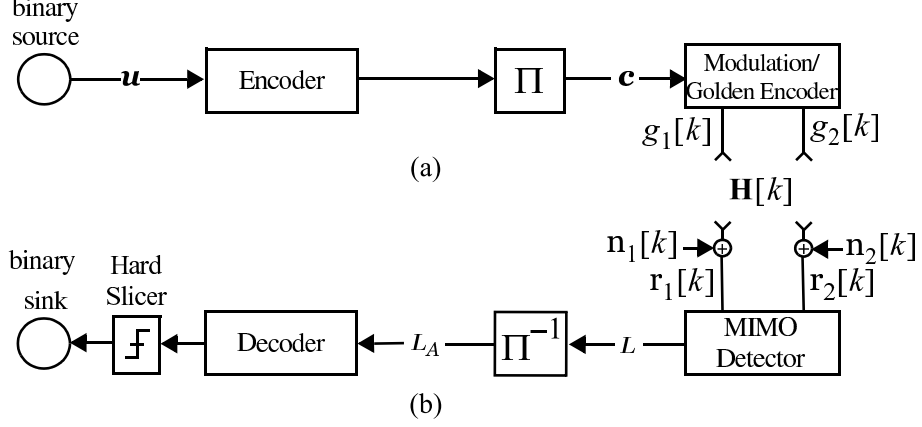 binary
source
u
Encoder
Π
c
Modulation/
Golden Encoder
g₁[k]
g₂[k]
(a)
H[k]
n₁[k]
n₂[k]
r₁[k]
r₂[k]
binary
sink
Hard
Slicer
Decoder
L_A
Π⁻¹
L
MIMO
Detector
(b)